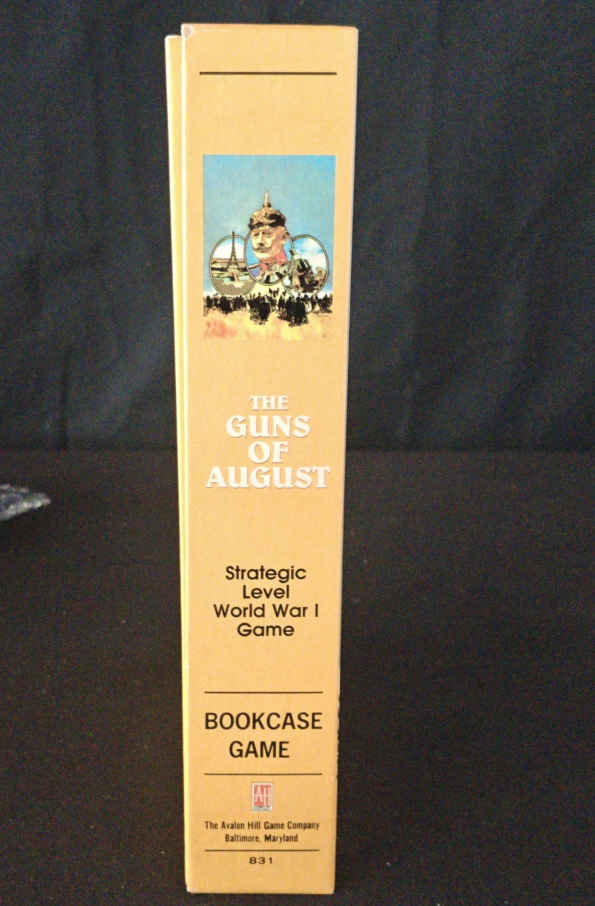 THE
GUNS
OF
AUGUST
Strategic
Level
World War I
Game
BOOKCASE
GAME
AH
The Avalon Hill Game Company
Baltimore, Maryland
831